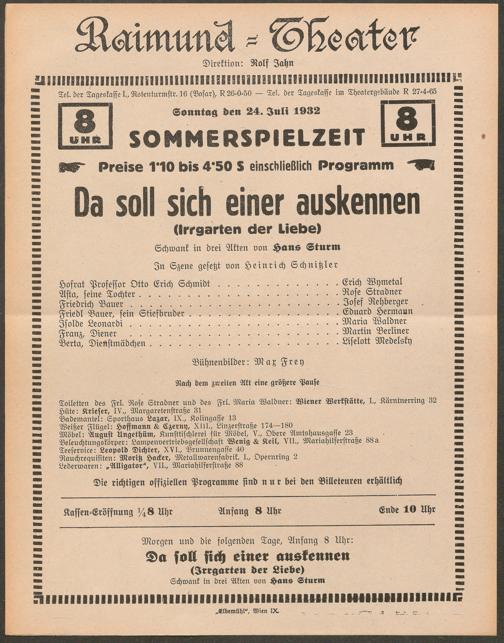 Raimund-Theater
Direktion: Rolf Jahn
Tel. der Tageskasse I., Rotenturmstr. 16 (Basar), R 26-0-50 — Tel. der Tageskasse im Theatergebäude R 27-4-65
8 UHR
Sonntag den 24. Juli 1932
8 UHR
SOMMERSPIELZEIT
Preise 1·10 bis 4·50 S einschließlich Programm
Da soll sich einer auskennen
(Irrgarten der Liebe)
Schwank in drei Akten von Hans Sturm
In Szene gesetzt von Heinrich Schnitzler
Hofrat Professor Otto Erich Schmidt . . . . . Erich Wymetal
Asta, seine Tochter . . . . . Rose Stradner
Friedrich Bauer . . . . . Josef Rehberger
Friedl Bauer, sein Stiefbruder . . . . . Eduard Hermann
Isolde Leonardi . . . . . Maria Waldner
Franz, Diener . . . . . Martin Berliner
Berta, Dienstmädchen . . . . . Liselott Medelsky
Bühnenbilder: Max Frey
Nach dem zweiten Akt eine größere Pause
Toiletten des Frl. Rose Stradner und des Frl. Maria Waldner: Wiener Werkstätte, I., Kärntnerring 32
Hüte: Krieser, IV., Margaretenstraße 31
Bademantel: Sporthaus Lazar, IX., Kolingasse 13
Weißer Flügel: Hoffmann & Czerny, XIII., Linzerstraße 174—180
Möbel: August Ungethüm, Kunsttischlerei für Möbel, V., Obere Amtshausgasse 23
Beleuchtungskörper: Lampenvertriebsgesellschaft Wenig & Keil, VII., Mariahilferstraße 88a
Teeservice: Leopold Dichter, XVI., Brunnengasse 40
Rauchrequisiten: Moritz Hacker, Metallwarenfabrik, I., Opernring 2
Lederwaren: „Alligator", VII., Mariahilferstraße 88
Die richtigen offiziellen Programme sind nur bei den Billeteuren erhältlich
Kassen-Eröffnung ½8 Uhr Anfang 8 Uhr Ende 10 Uhr
Morgen und die folgenden Tage, Anfang 8 Uhr:
Da soll sich einer auskennen
(Irrgarten der Liebe)
Schwank in drei Akten von Hans Sturm
„Elbemühl", Wien IX.